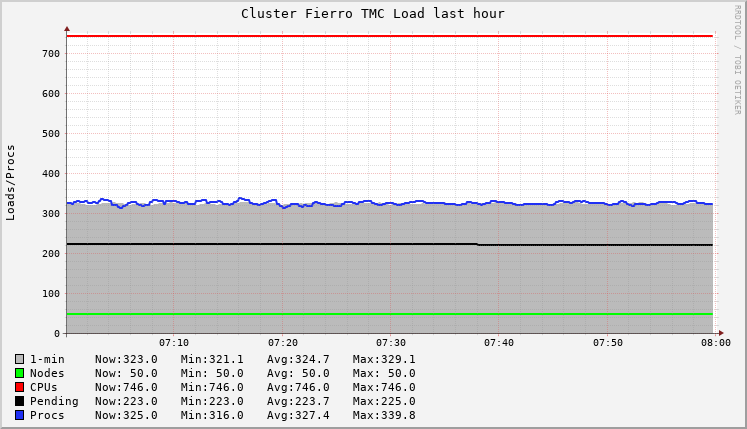 Cluster Fierro TMC Load last hour
RRDTOOL / TOBI OETIKER
Loads/Procs
700
600
500
400
300
200
100
0
07:10 07:20 07:30 07:40 07:50 08:00
1-min Now:323.0 Min:321.1 Avg:324.7 Max:329.1
Nodes Now: 50.0 Min: 50.0 Avg: 50.0 Max: 50.0
CPUs Now:746.0 Min:746.0 Avg:746.0 Max:746.0
Pending Now:223.0 Min:223.0 Avg:223.7 Max:225.0
Procs Now:325.0 Min:316.0 Avg:327.4 Max:339.8